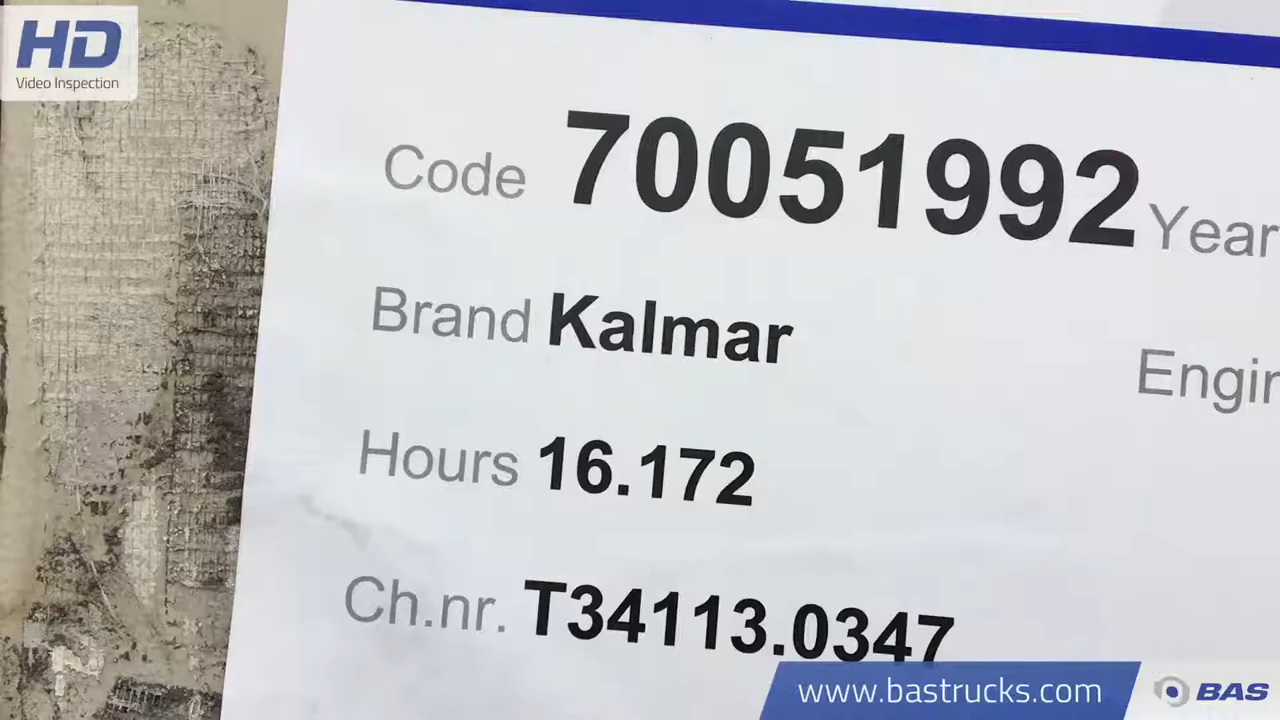 HD
Video Inspection
Code 70051992 Year
Brand Kalmar
Hours 16.172
Ch.nr. T34113.0347
www.bastrucks.com
BAS